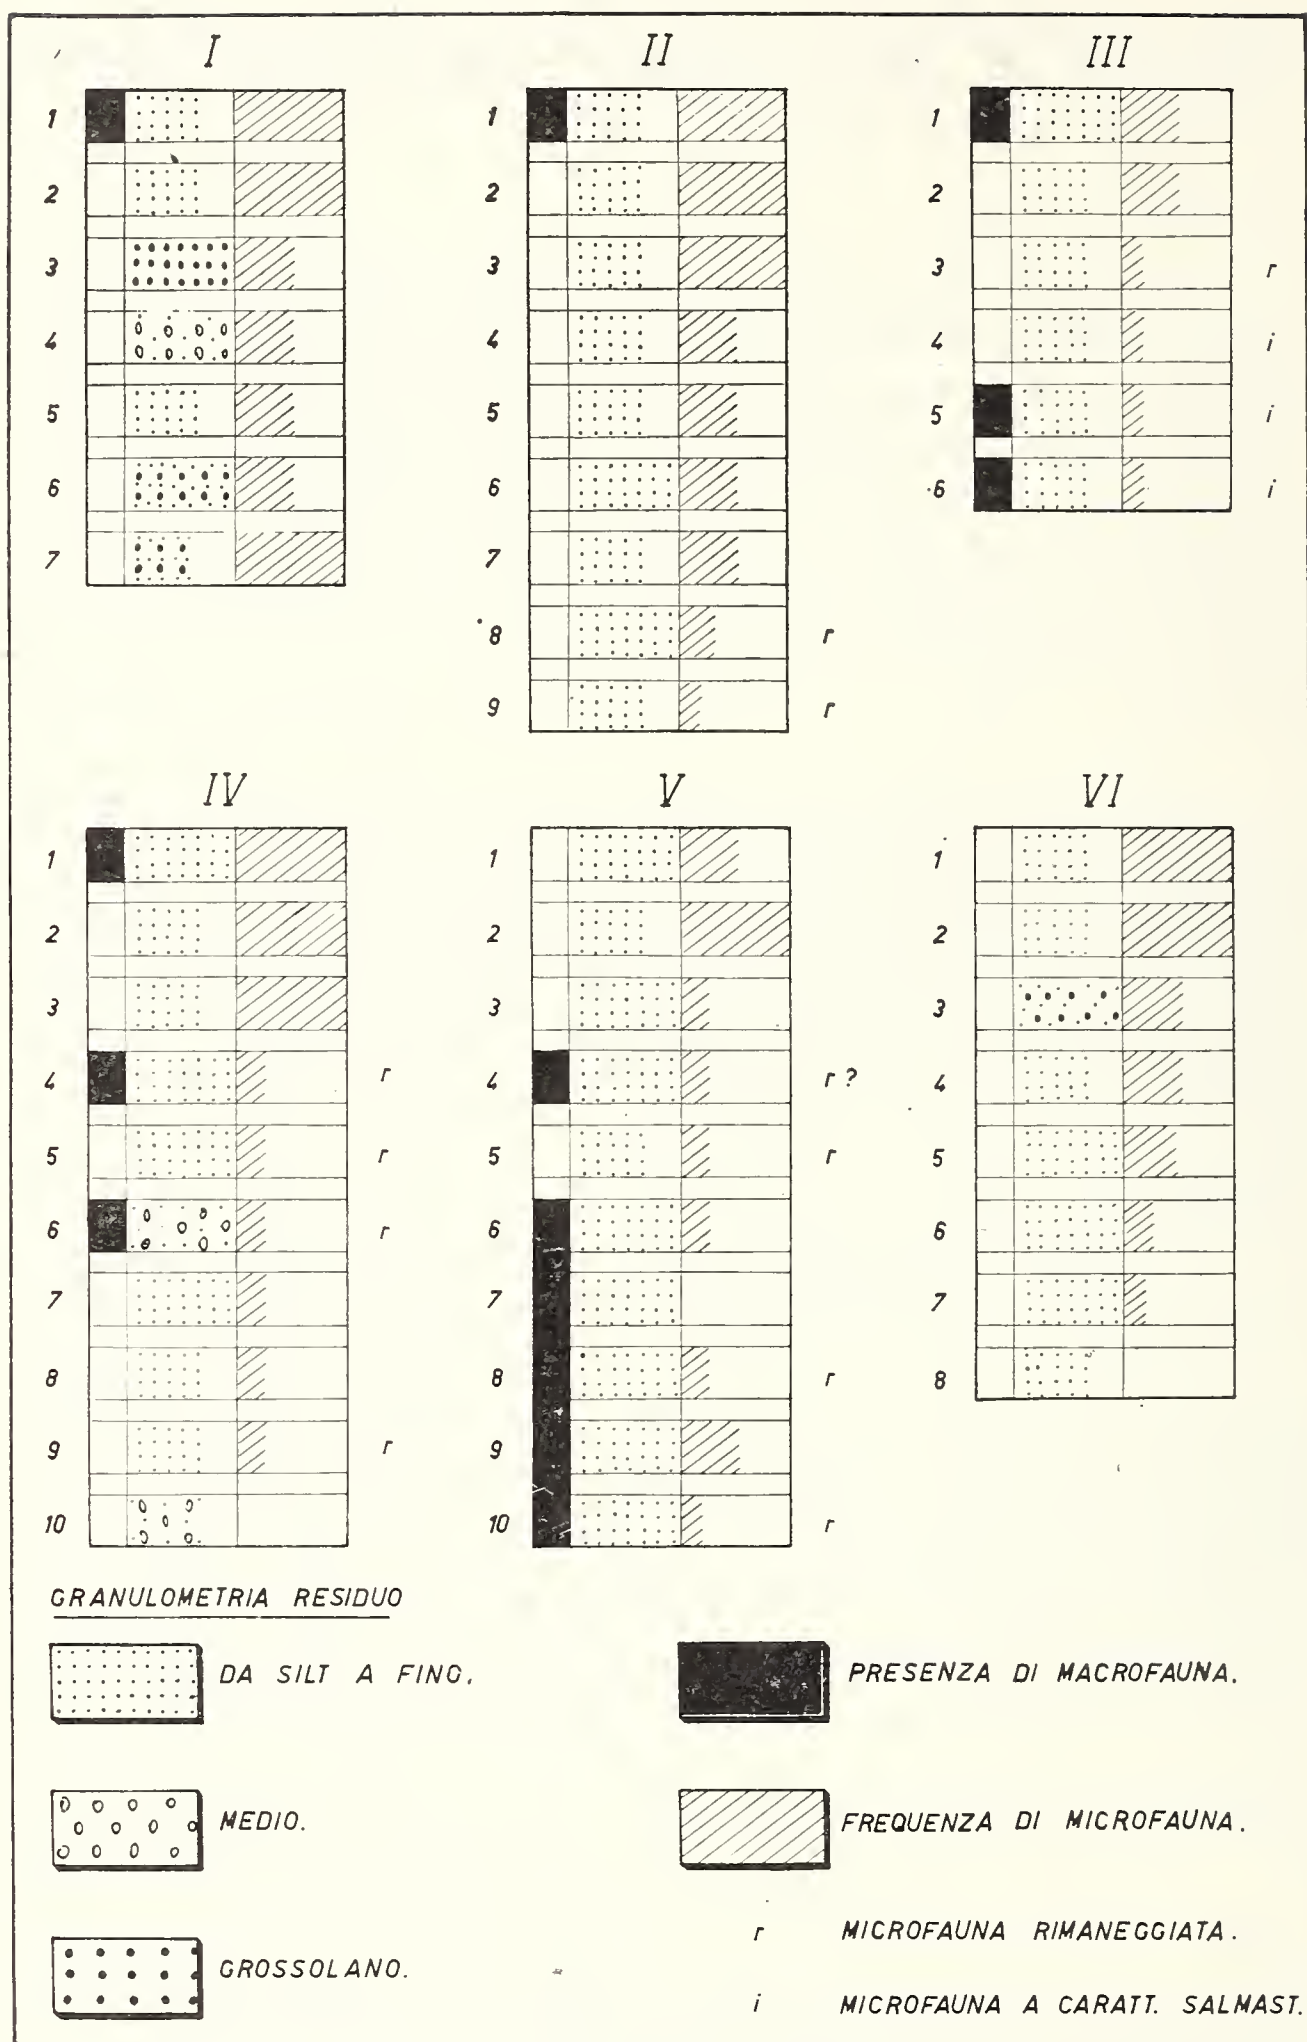 I II III
1 1 1
2 2 2
3 3 3 r
4 4 4 i
5 5 5 i
6 6 6 i
7 7
8 r
9 r
IV V VI
1 1 1
2 2 2
3 3 3
4 r 4 r? 4
5 r 5 r 5
6 r 6 6
7 7 7
8 8 r 8
9 r 9
10 10 r
GRANULOMETRIA RESIDUO
DA SILT A FINO.
PRESENZA DI MACROFAUNA.
MEDIO.
FREQUENZA DI MICROFAUNA.
GROSSOLANO.
r MICROFAUNA RIMANEGGIATA.
i MICROFAUNA A CARATT. SALMAST.